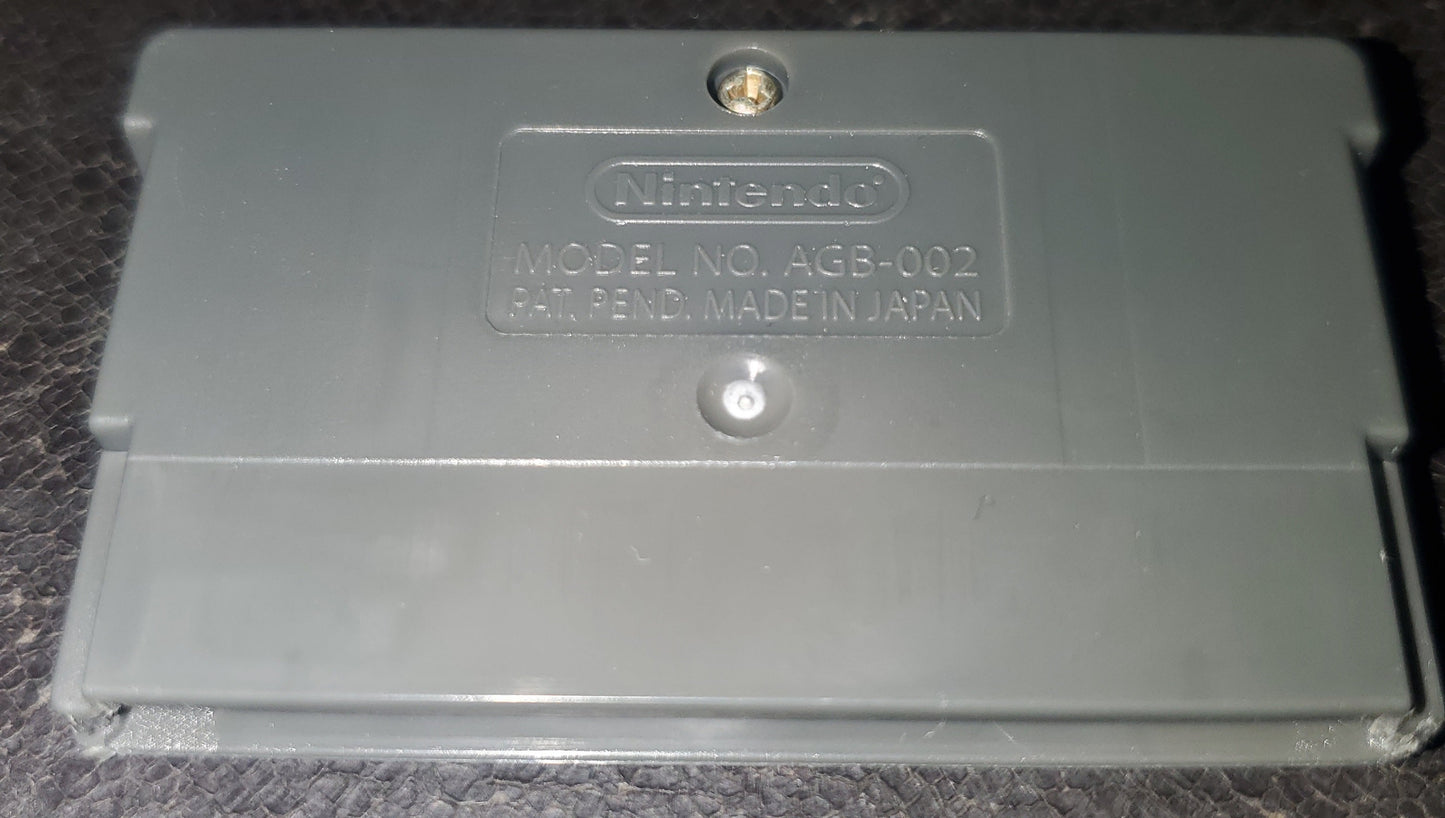 Nintendo
MODEL NO. AGB-002
PAT. PEND. MADE IN JAPAN